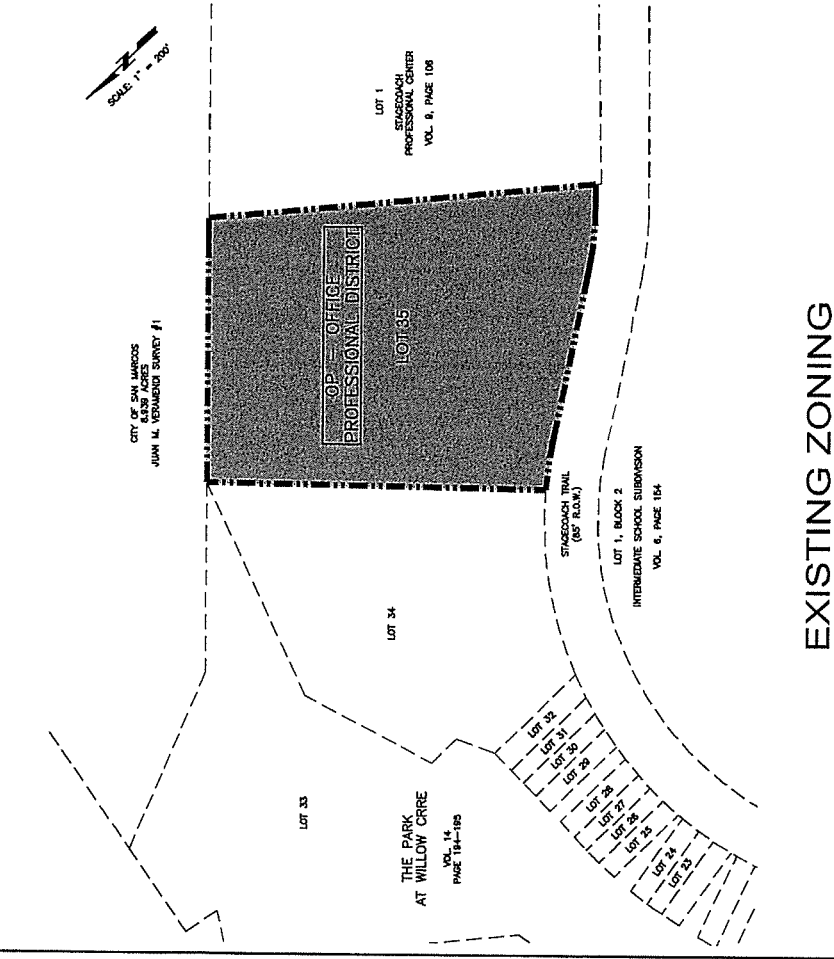 SCALE: 1" = 200'
LOT 1
STAGECOACH
PROFESSIONAL CENTER
VOL. 9, PAGE 106
CITY OF SAN MARCOS
8.939 ACRES
JUAN M. VERAMENDI SURVEY #1
OP - OFFICE -
PROFESSIONAL DISTRICT
LOT 35
STAGECOACH TRAIL
(85' R.O.W.)
LOT 1, BLOCK 2
INTERMEDIATE SCHOOL SUBDIVISION
VOL. 6, PAGE 154
LOT 34
LOT 33
THE PARK
AT WILLOW CRRE
VOL. 14
PAGE 194-195
LOT 32
LOT 31
LOT 30
LOT 29
LOT 28
LOT 27
LOT 26
LOT 25
LOT 24
LOT 23
EXISTING ZONING